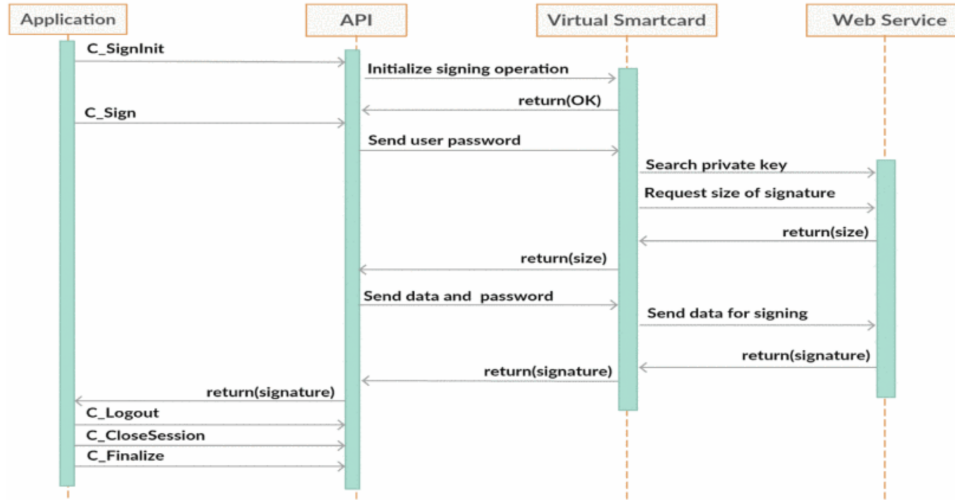 Application API Virtual Smartcard Web Service
C_SignInit
Initialize signing operation
return(OK)
C_Sign
Send user password
Search private key
Request size of signature
return(size)
return(size)
Send data and password
Send data for signing
return(signature)
return(signature)
return(signature)
C_Logout
C_CloseSession
C_Finalize